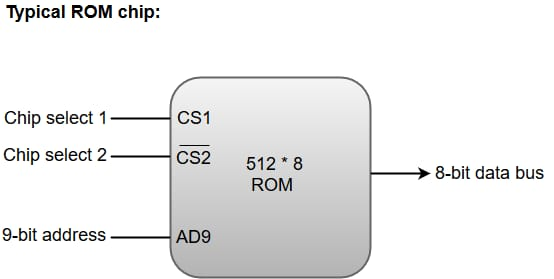 Typical ROM chip:
Chip select 1
CS1
Chip select 2
C̅S̅2̅
512 * 8
ROM
8-bit data bus
9-bit address
AD9